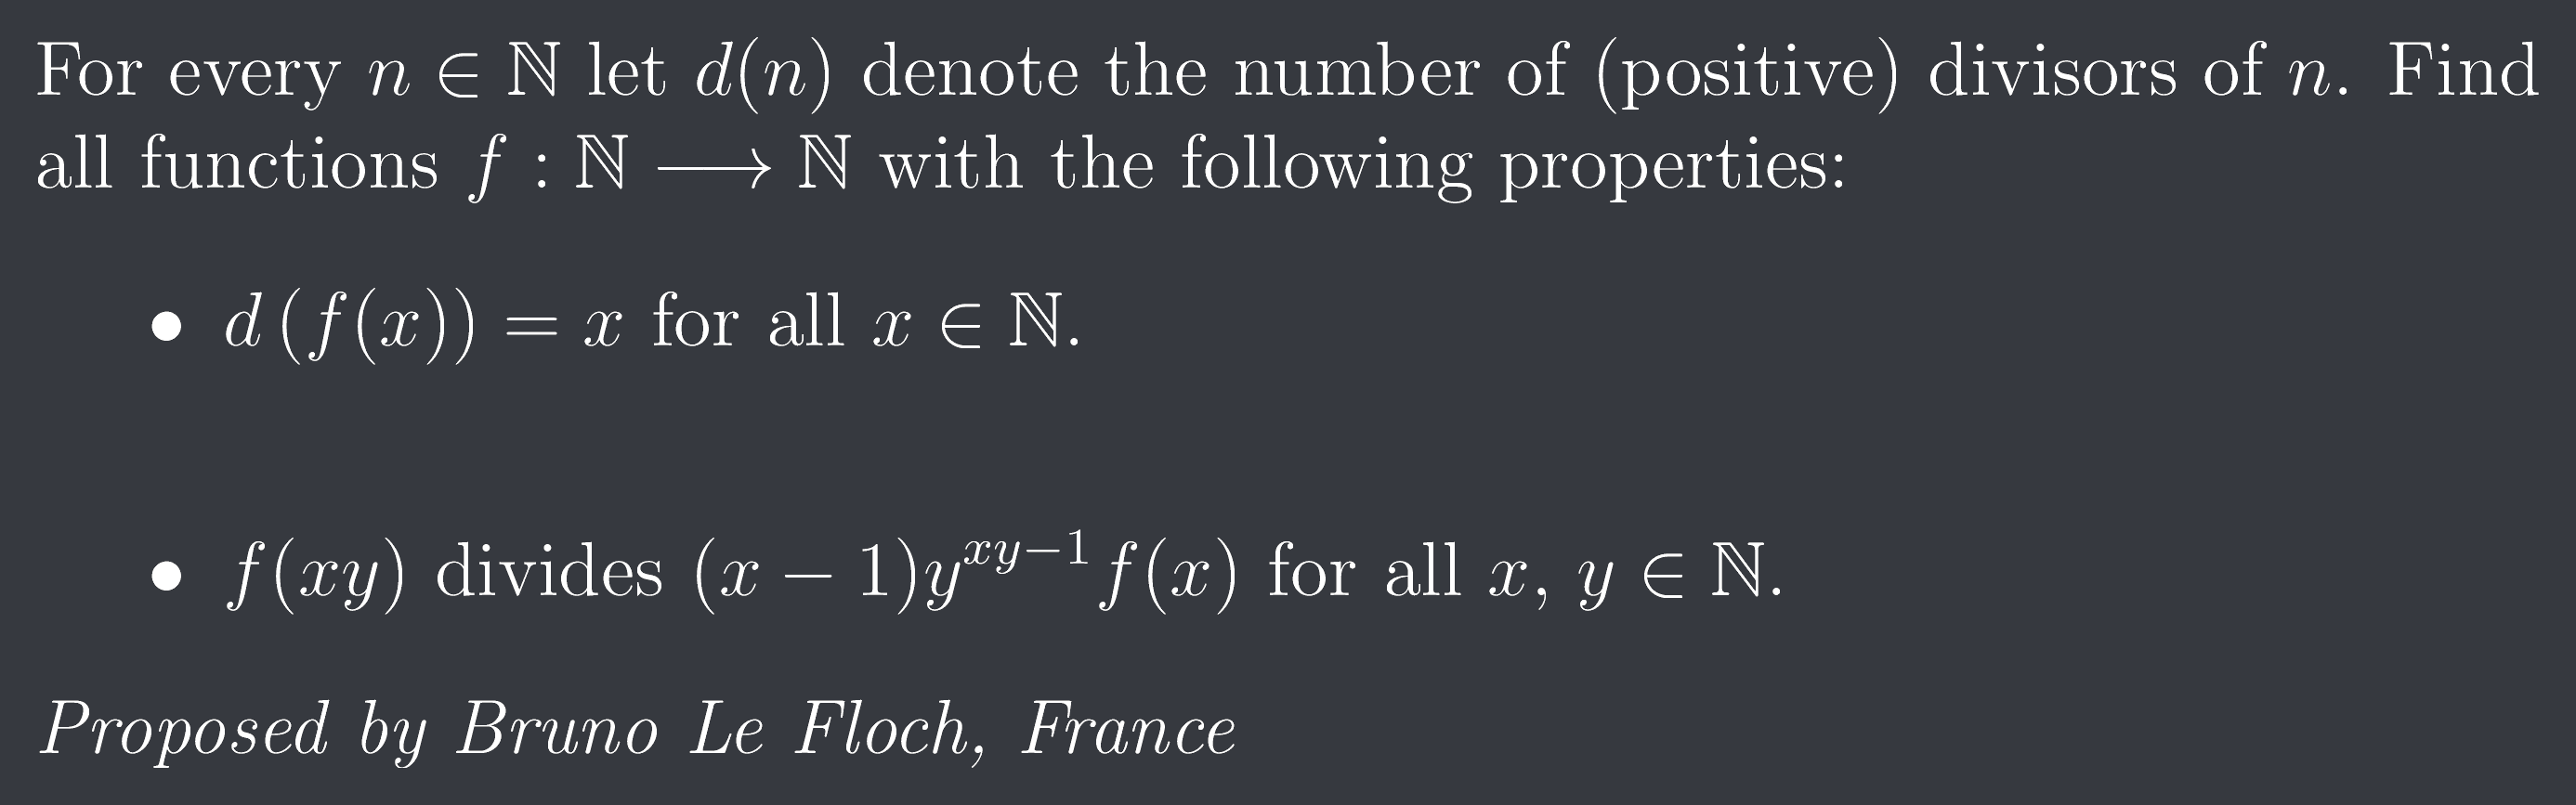 For every n ∈ ℕ let d(n) denote the number of (positive) divisors of n. Find
all functions f : ℕ ⟶ ℕ with the following properties:
• d (f(x)) = x for all x ∈ ℕ.
• f(xy) divides (x − 1)y^{xy−1} f(x) for all x, y ∈ ℕ.
Proposed by Bruno Le Floch, France